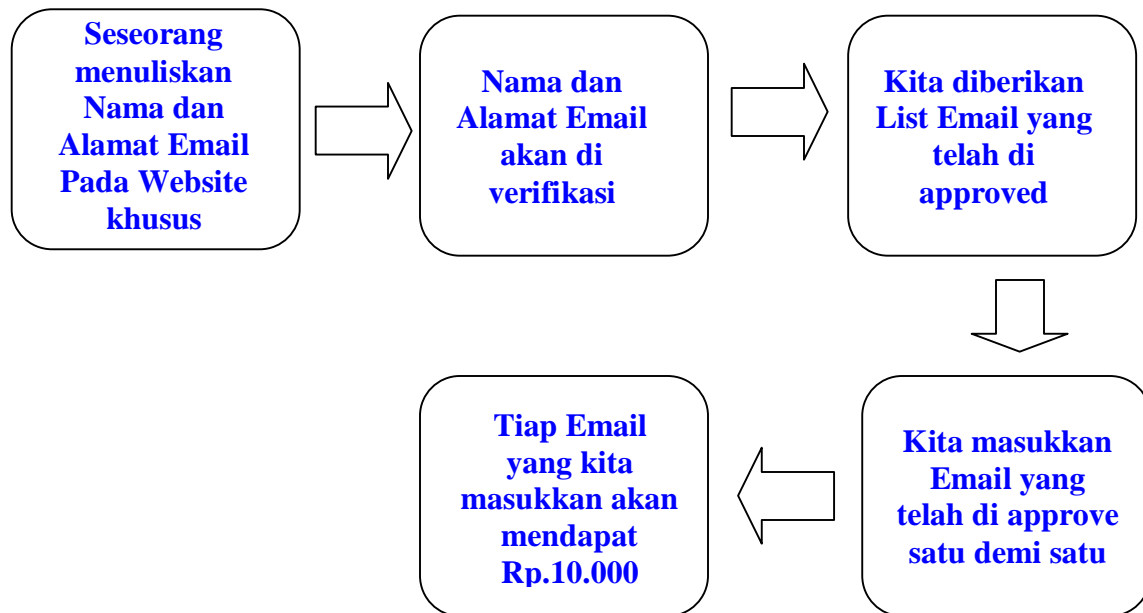 Seseorang
menuliskan
Nama dan
Alamat Email
Pada Website
khusus
Nama dan
Alamat Email
akan di
verifikasi
Kita diberikan
List Email yang
telah di
approved
Kita masukkan
Email yang
telah di approve
satu demi satu
Tiap Email
yang kita
masukkan akan
mendapat
Rp.10.000